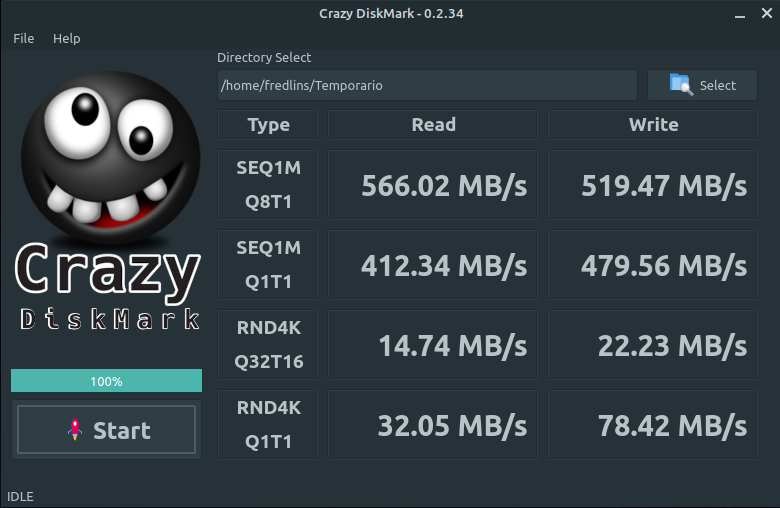 Crazy DiskMark - 0.2.34
File Help
Directory Select
/home/fredlins/Temporario Select
Type Read Write
SEQ1M
Q8T1
566.02 MB/s 519.47 MB/s
SEQ1M
Q1T1
412.34 MB/s 479.56 MB/s
RND4K
Q32T16
14.74 MB/s 22.23 MB/s
RND4K
Q1T1
32.05 MB/s 78.42 MB/s
Crazy
DiskMark
100%
Start
IDLE